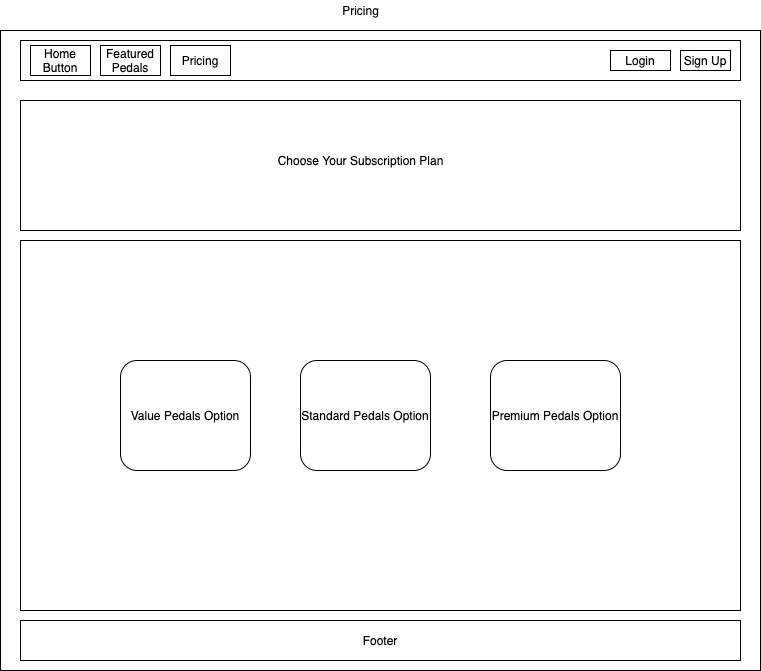 Pricing
Home
Button
Featured
Pedals
Pricing
Login
Sign Up
Choose Your Subscription Plan
Value Pedals Option
Standard Pedals Option
Premium Pedals Option
Footer